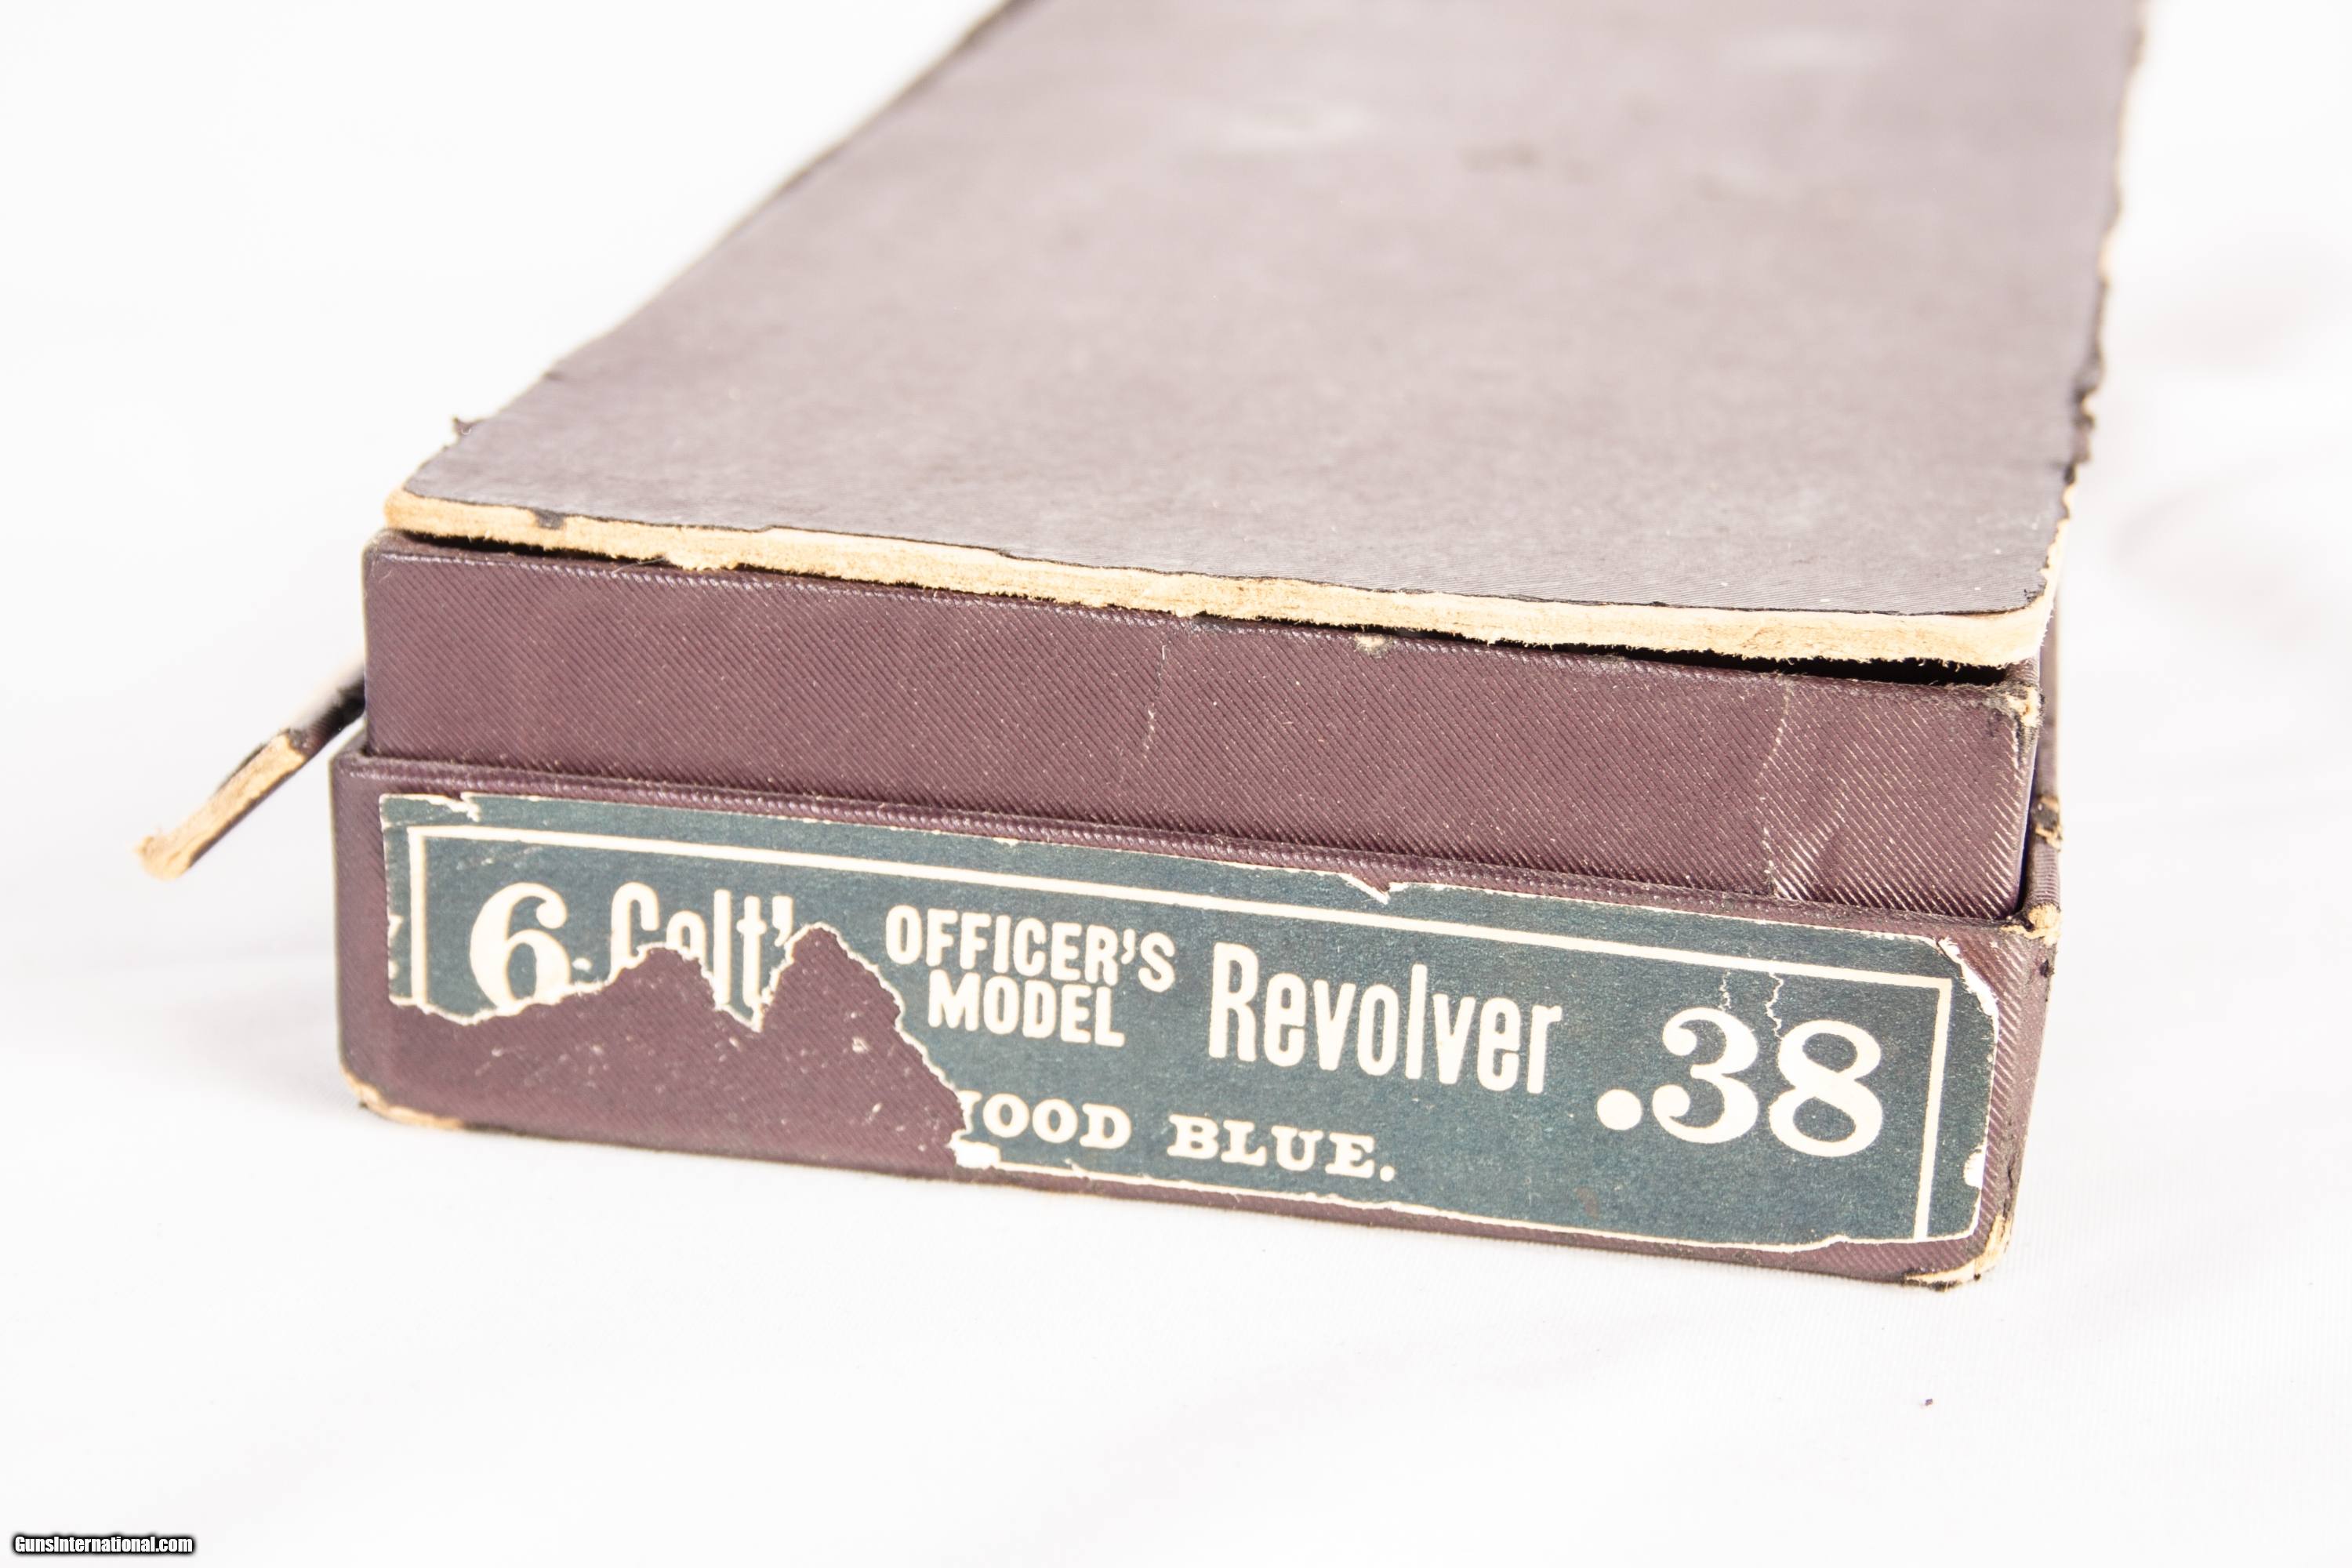 6 Colt's OFFICER'S MODEL Revolver .38
OOD BLUE.
GunsInternational.com